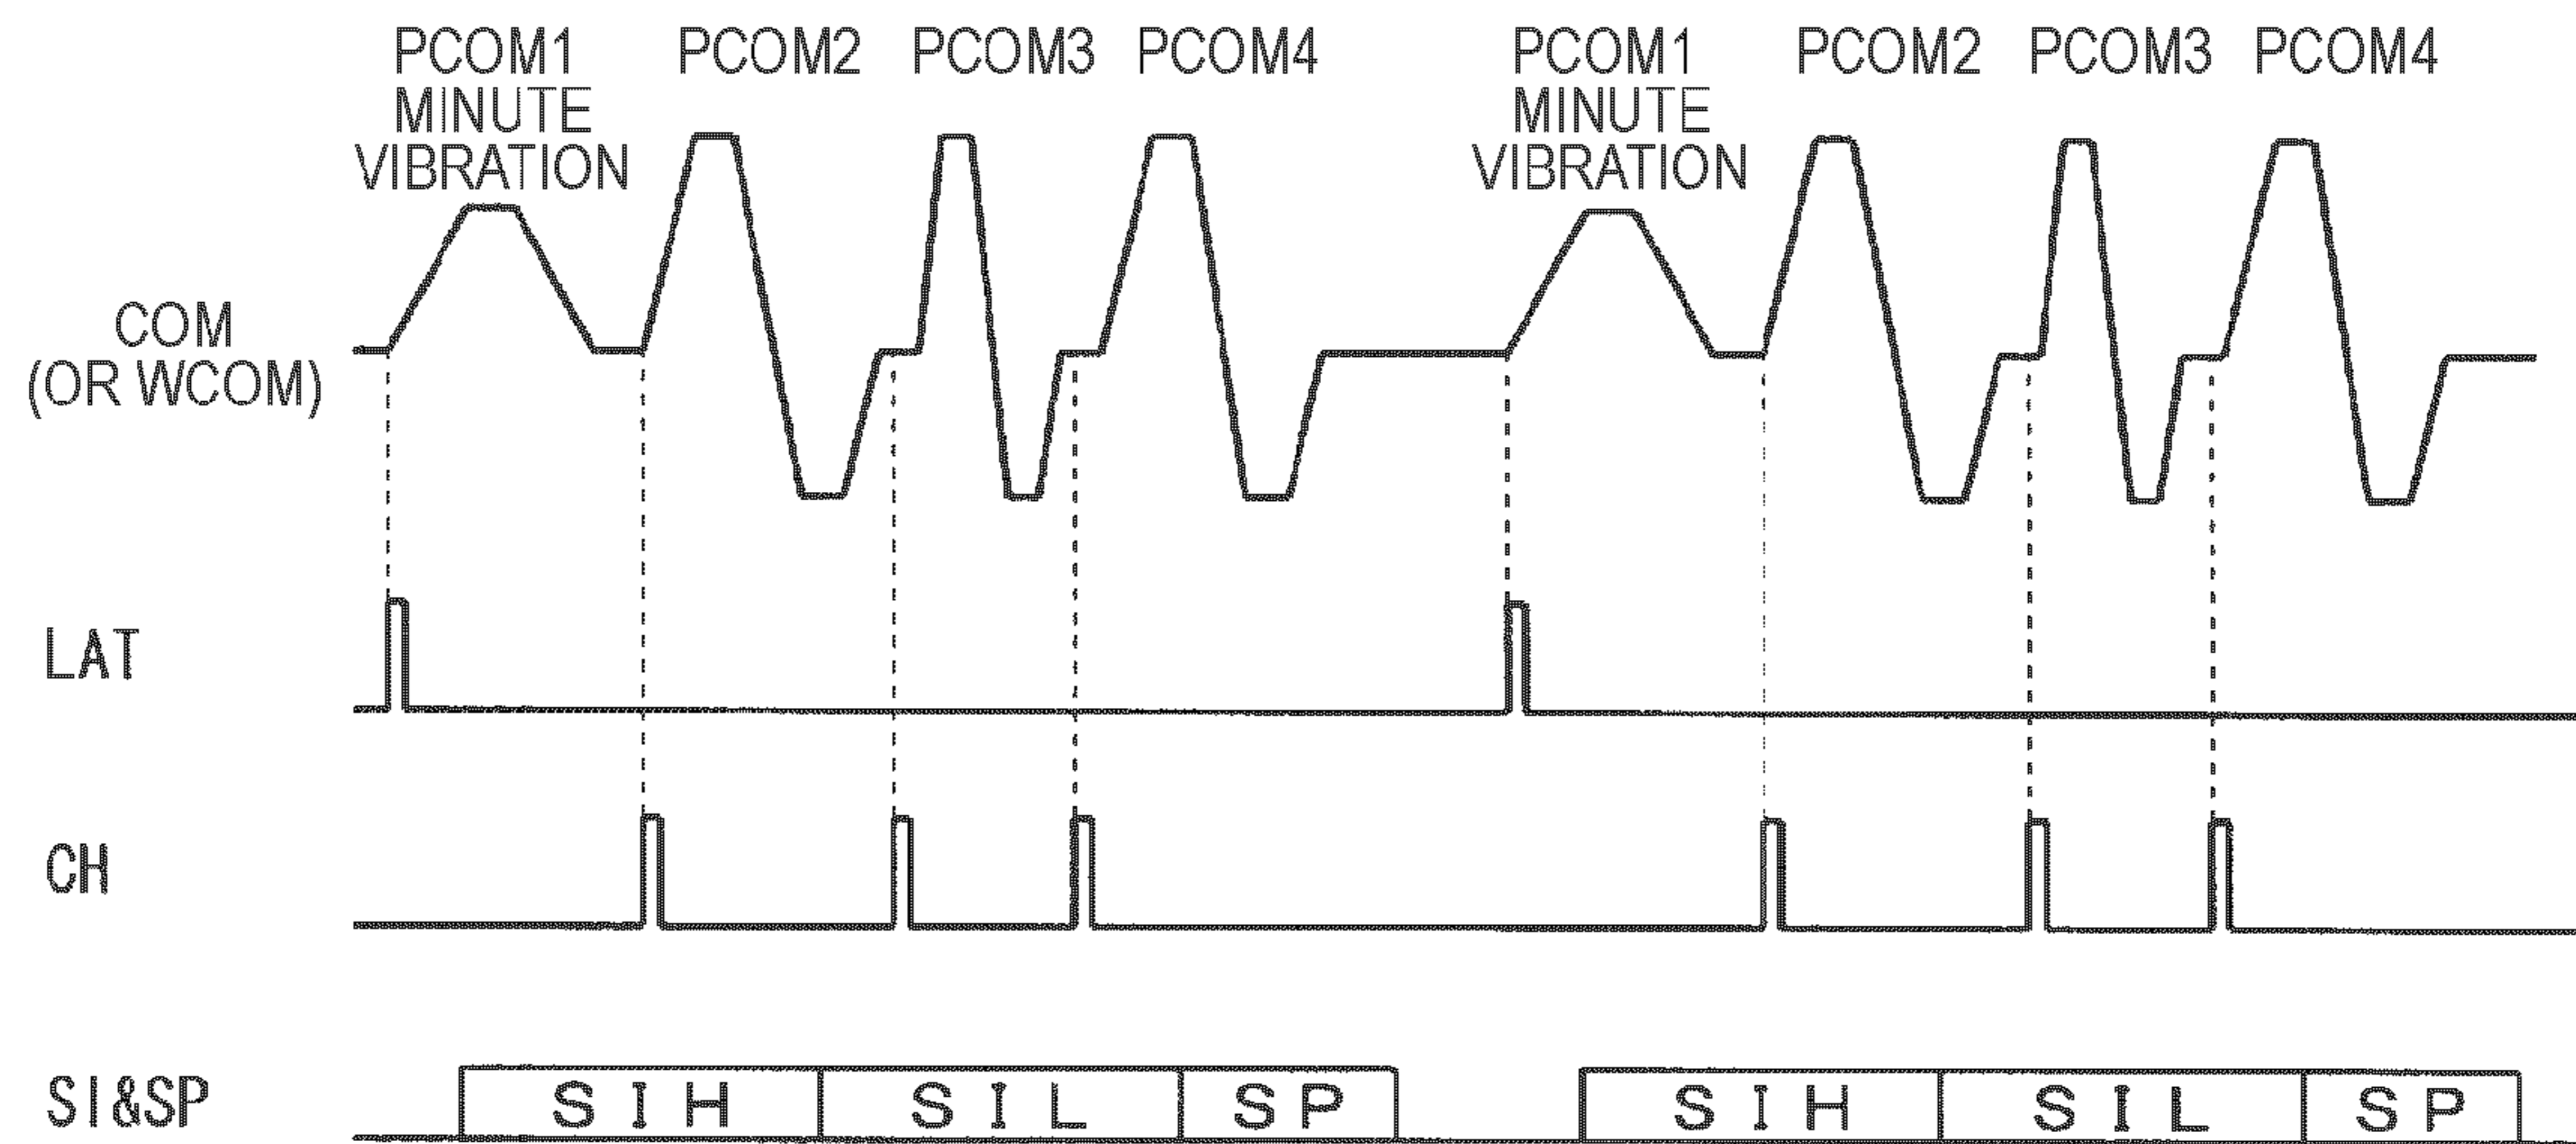 PCOM1 PCOM2 PCOM3 PCOM4 PCOM1 PCOM2 PCOM3 PCOM4
MINUTE MINUTE
VIBRATION VIBRATION
COM
(OR WCOM)
LAT
CH
SI&SP SIH SIL SP SIH SIL SP